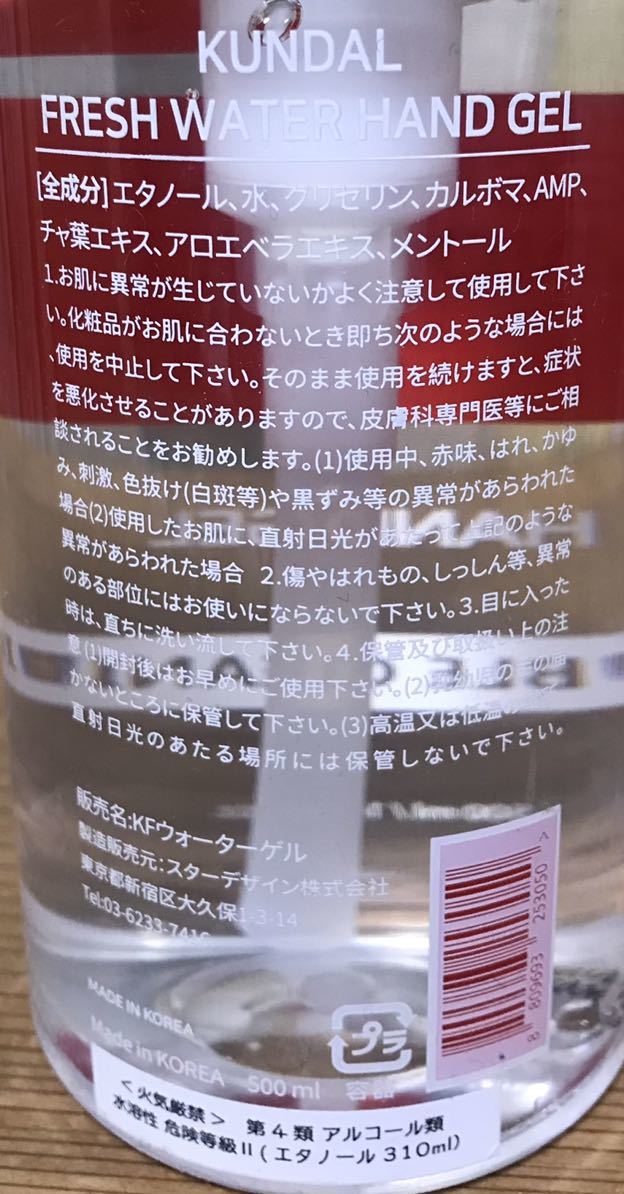 KUNDAL
FRESH WATER HAND GEL
[全成分]エタノール、水、グリセリン、カルボマ、AMP、
チャ葉エキス、アロエベラエキス、メントール
1.お肌に異常が生じていないかよく注意して使用して下さ
い。化粧品がお肌に合わないとき即ち次のような場合には
、使用を中止して下さい。そのまま使用を続けますと、症状
を悪化させることがありますので、皮膚科専門医等にご相
談されることをお勧めします。(1)使用中、赤味、はれ、かゆ
み、刺激、色抜け(白斑等)や黒ずみ等の異常があらわれた
場合(2)使用したお肌に、直射日光があたって上記のような
異常があらわれた場合 2.傷やはれもの、しっしん等、異常
のある部位にはお使いにならないで下さい。3.目に入った
時は、直ちに洗い流して下さい。4.保管及び取扱い上の注
意(1)開封後はお早めにご使用下さい。(2)乳幼児の手の届
かないところに保管して下さい。(3)高温又は低温の
直射日光のあたる場所には保管しないで下さい。
販売名:KFウォーターゲル
製造販売元:スターデザイン株式会社
東京都新宿区大久保1-3-14
Tel:03-6233-7416
MADE IN KOREA
Made in KOREA 500 ml
プラ
容器
8 809693 253050 >
<火気厳禁> 第4類 アルコール類
水溶性 危険等級II(エタノール 310ml)